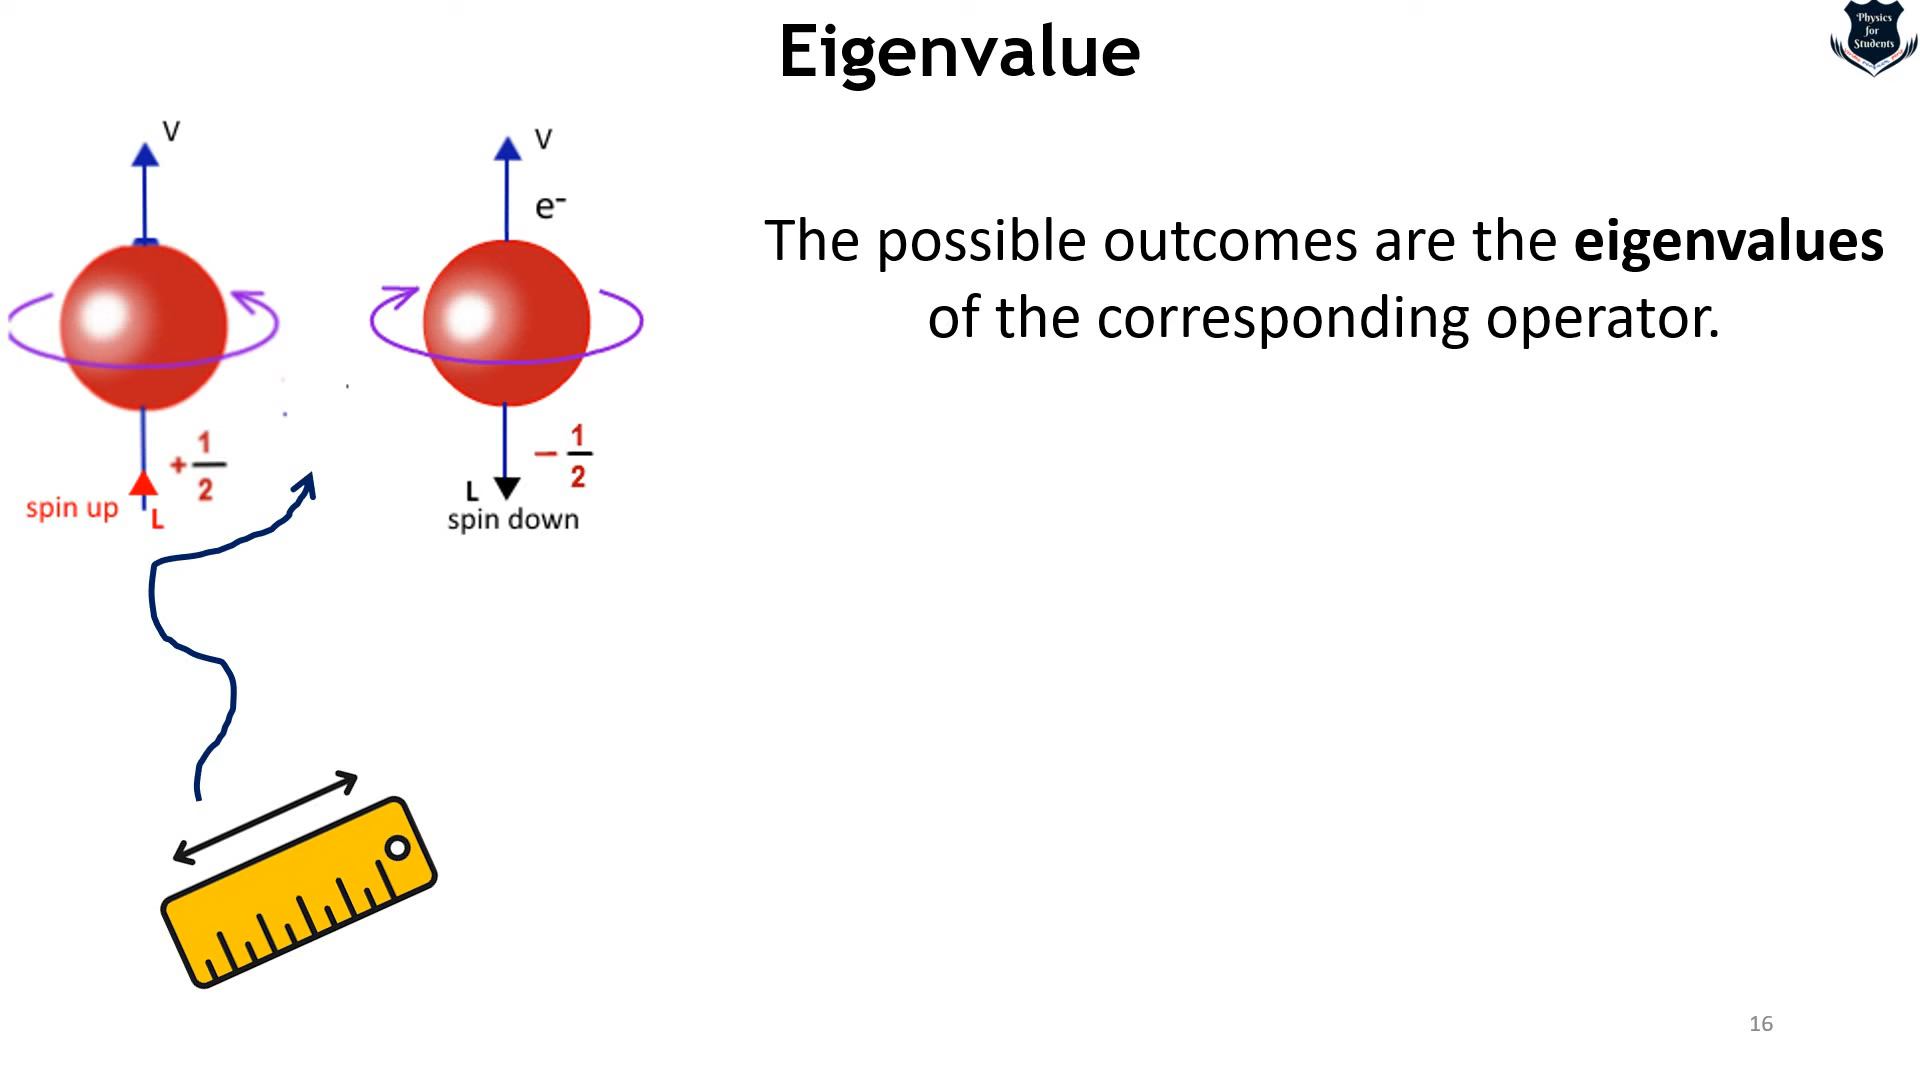 Eigenvalue
Physics
for
Students
V
V
e⁻
The possible outcomes are the eigenvalues
of the corresponding operator.
+ 1/2
− 1/2
spin up
L
L
spin down
16